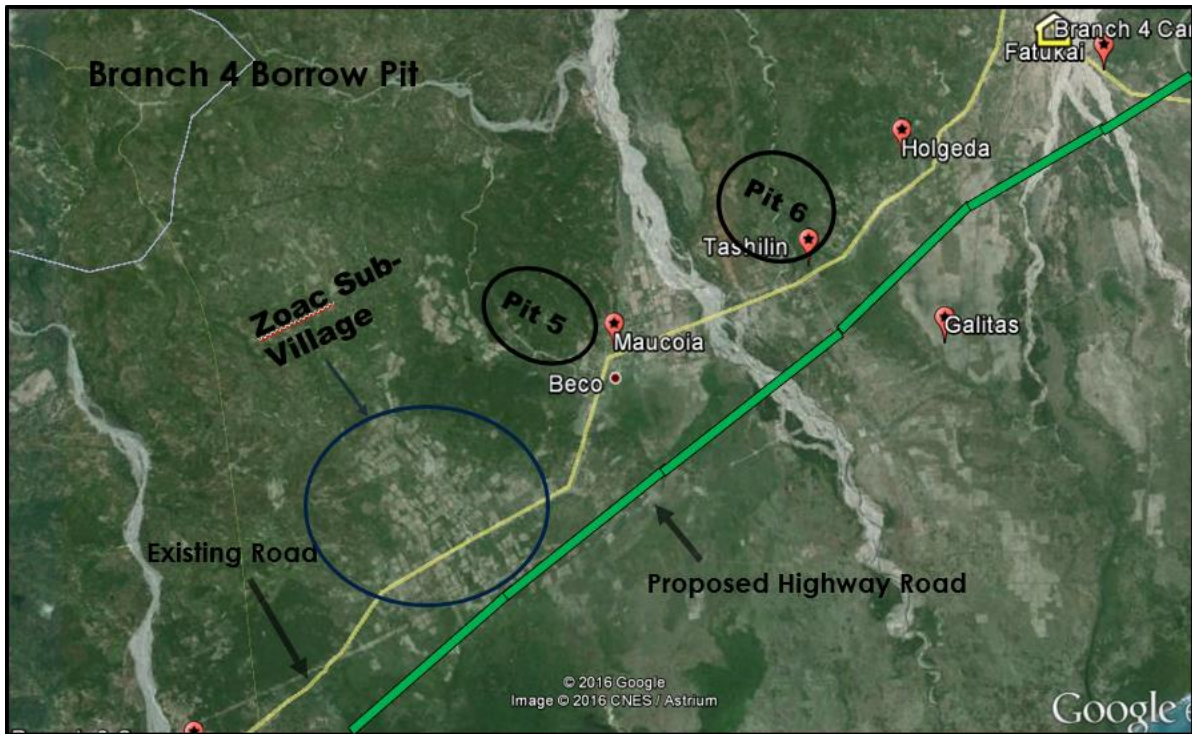 Branch 4 Borrow Pit
Branch 4 Ca
Fatukai
Holgeda
Pit 6
Tashilin
Zoac Sub-
Village
Pit 5
Maucoia
Galitas
Beco
Existing Road
Proposed Highway Road
© 2016 Google
Image © 2016 CNES / Astrium
Google